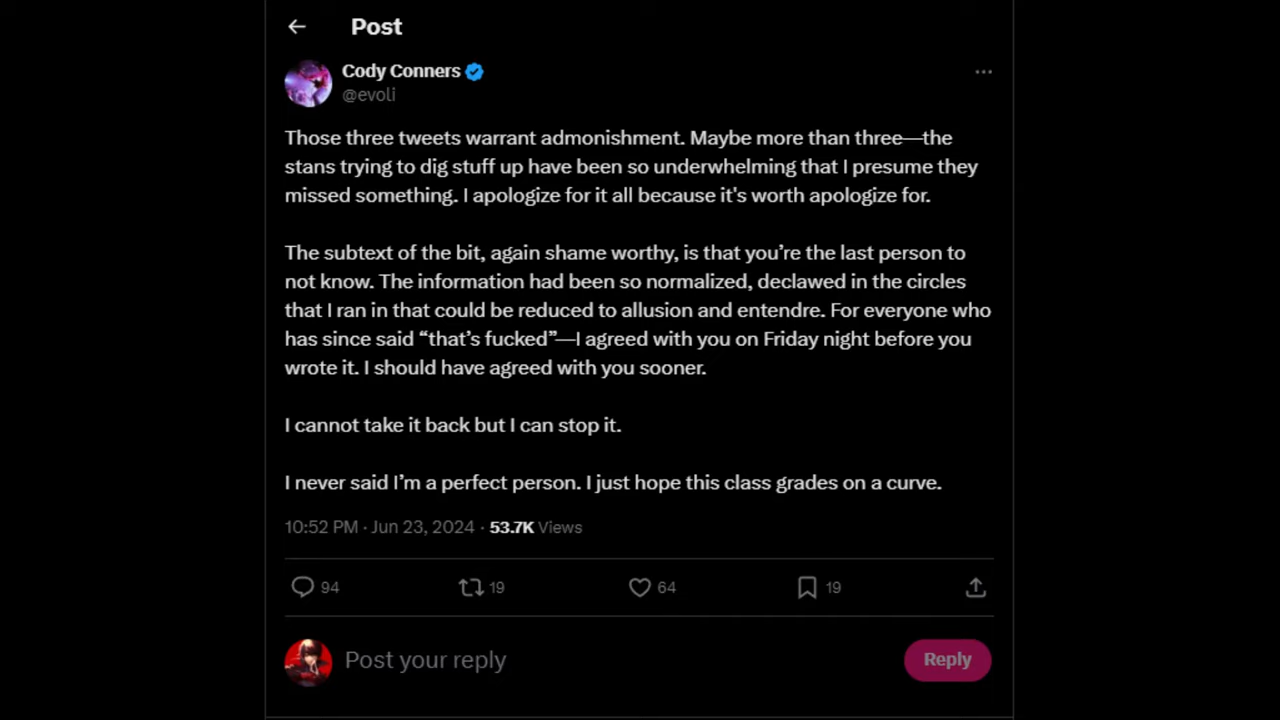 Post
Cody Conners
@evoli
Those three tweets warrant admonishment. Maybe more than three—the
stans trying to dig stuff up have been so underwhelming that I presume they
missed something. I apologize for it all because it's worth apologize for.
The subtext of the bit, again shame worthy, is that you’re the last person to
not know. The information had been so normalized, declawed in the circles
that I ran in that could be reduced to allusion and entendre. For everyone who
has since said “that’s fucked”—I agreed with you on Friday night before you
wrote it. I should have agreed with you sooner.
I cannot take it back but I can stop it.
I never said I’m a perfect person. I just hope this class grades on a curve.
10:52 PM · Jun 23, 2024 · 53.7K Views
94 19 64 19
Post your reply Reply